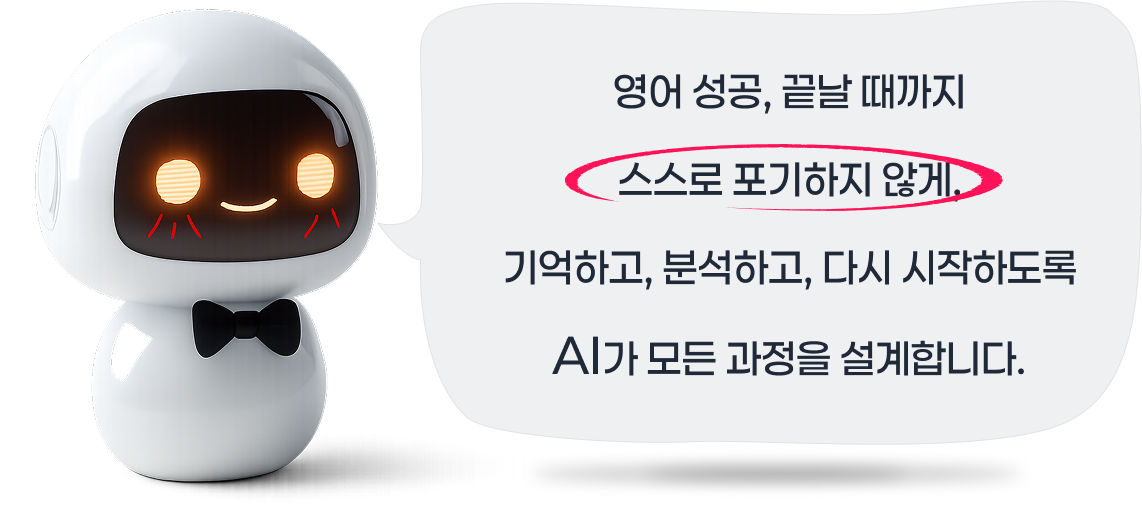 영어 성공, 끝날 때까지
스스로 포기하지 않게.
기억하고, 분석하고, 다시 시작하도록
AI가 모든 과정을 설계합니다.